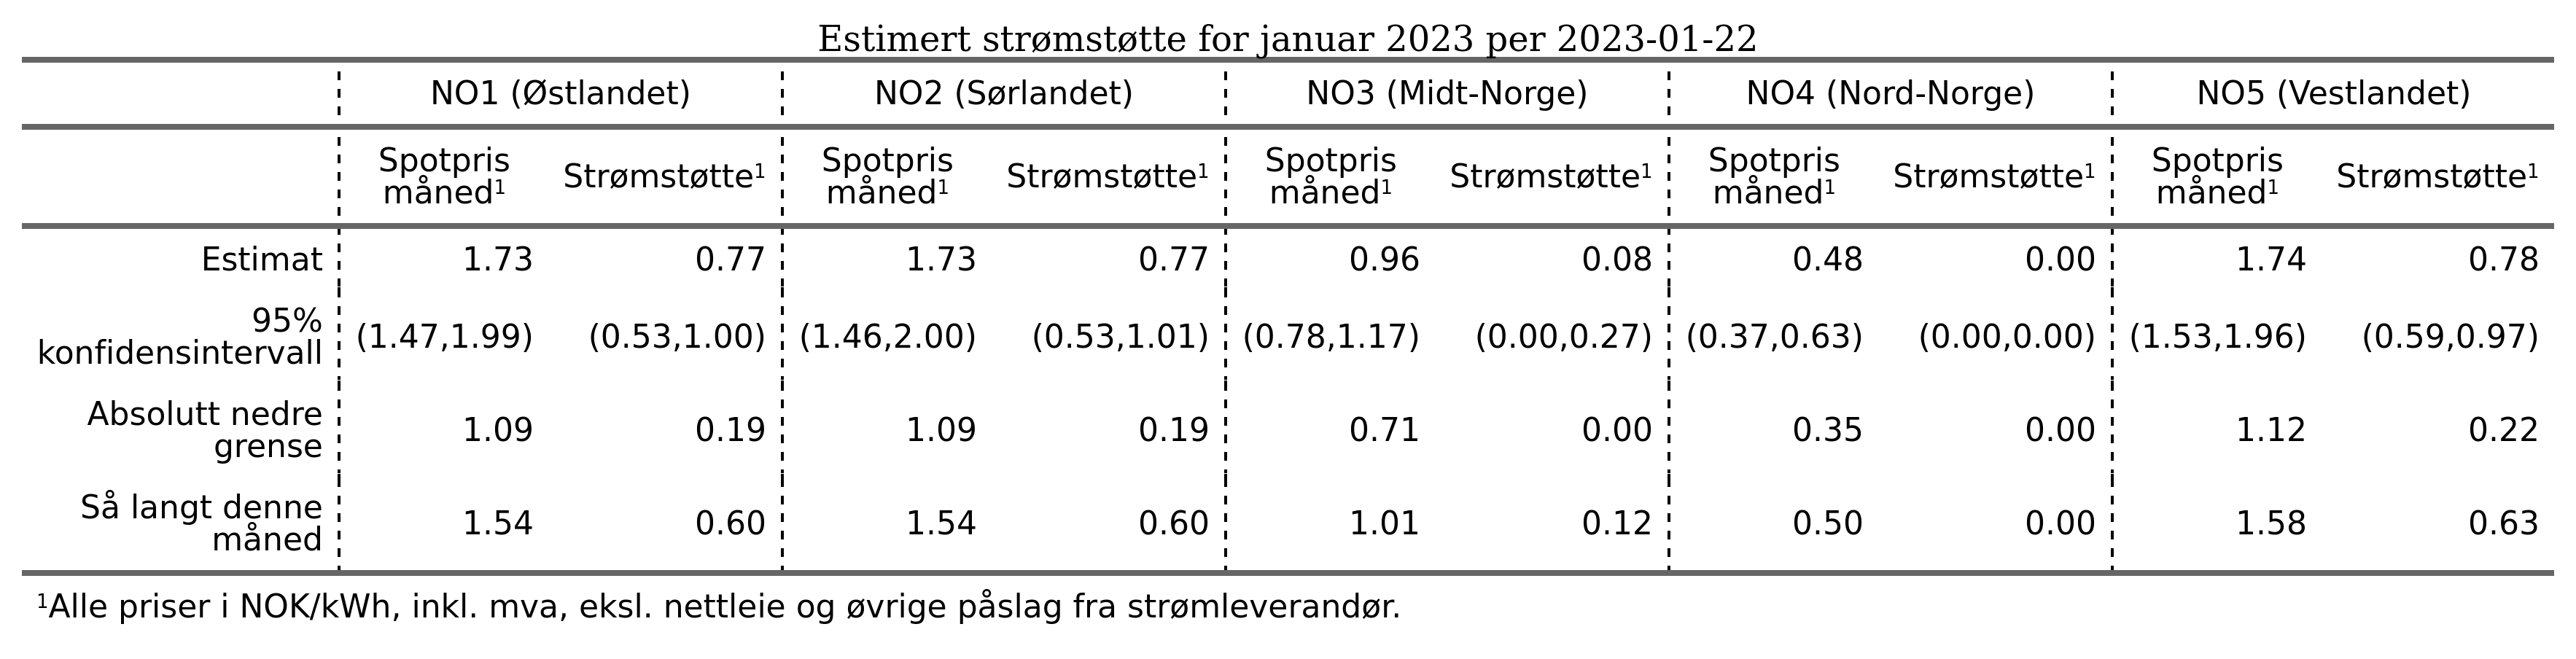 Estimert strømstøtte for januar 2023 per 2023-01-22
NO1 (Østlandet) NO2 (Sørlandet) NO3 (Midt-Norge) NO4 (Nord-Norge) NO5 (Vestlandet)
Spotpris måned¹ Strømstøtte¹ Spotpris måned¹ Strømstøtte¹ Spotpris måned¹ Strømstøtte¹ Spotpris måned¹ Strømstøtte¹ Spotpris måned¹ Strømstøtte¹
Estimat 1.73 0.77 1.73 0.77 0.96 0.08 0.48 0.00 1.74 0.78
95% konfidensintervall (1.47,1.99) (0.53,1.00) (1.46,2.00) (0.53,1.01) (0.78,1.17) (0.00,0.27) (0.37,0.63) (0.00,0.00) (1.53,1.96) (0.59,0.97)
Absolutt nedre grense 1.09 0.19 1.09 0.19 0.71 0.00 0.35 0.00 1.12 0.22
Så langt denne måned 1.54 0.60 1.54 0.60 1.01 0.12 0.50 0.00 1.58 0.63
¹Alle priser i NOK/kWh, inkl. mva, eksl. nettleie og øvrige påslag fra strømleverandør.